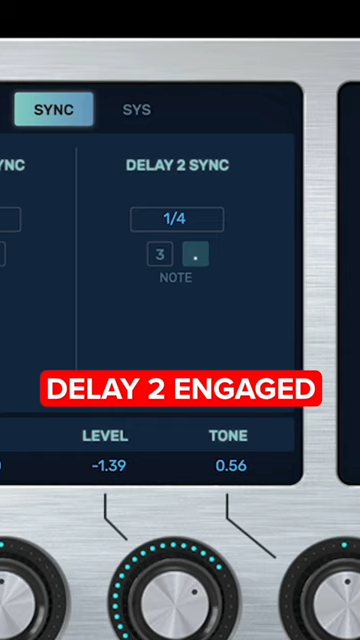 SYNC
SYS
YNC
DELAY 2 SYNC
1/4
3
.
NOTE
DELAY 2 ENGAGED
LEVEL
TONE
-1.39
0.56